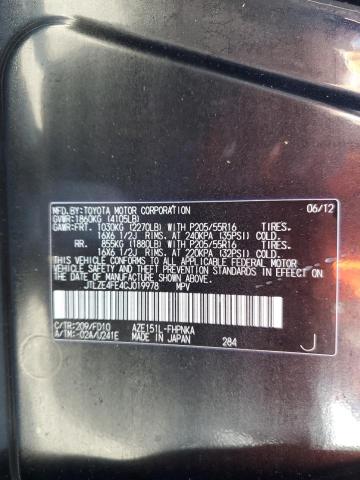 MFD.BY:TOYOTA MOTOR CORPORATION 06/12
GVWR:1860KG (4105LB)
GAWR:FRT. 1030KG (2270LB) WITH P205/55R16 TIRES,
16X6 1/2J RIMS, AT 240KPA (35PSI) COLD.
RR. 855KG (1880LB) WITH P205/55R16 TIRES,
16X6 1/2J RIMS, AT 220KPA (32PSI) COLD.
THIS VEHICLE CONFORMS TO ALL APPLICABLE FEDERAL
MOTOR VEHICLE SAFETY AND THEFT PREVENTION STANDARDS
IN EFFECT ON THE DATE OF MANUFACTURE SHOWN ABOVE.
JTLZE4FE4CJ019978 MPV
C/TR:209/FD10 AZE151L-FHPNKA
A/TM:-02A/U241E MADE IN JAPAN 284 J